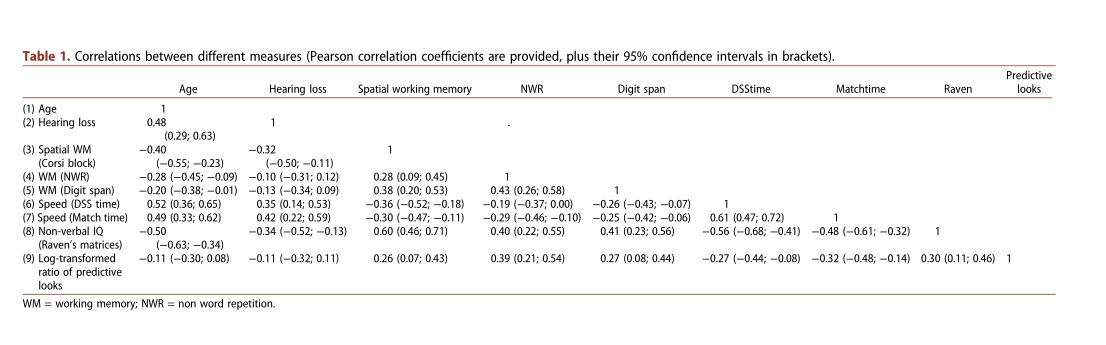 Table 1. Correlations between different measures (Pearson correlation coefficients are provided, plus their 95% confidence intervals in brackets).
Predictive
Age Hearing loss Spatial working memory NWR Digit span DSStime Matchtime Raven looks
(1) Age 1
(2) Hearing loss 0.48 1 .
(0.29; 0.63)
(3) Spatial WM −0.40 −0.32 1
(Corsi block) (−0.55; −0.23) (−0.50; −0.11)
(4) WM (NWR) −0.28 (−0.45; −0.09) −0.10 (−0.31; 0.12) 0.28 (0.09; 0.45) 1
(5) WM (Digit span) −0.20 (−0.38; −0.01) −0.13 (−0.34; 0.09) 0.38 (0.20; 0.53) 0.43 (0.26; 0.58) 1
(6) Speed (DSS time) 0.52 (0.36; 0.65) 0.35 (0.14; 0.53) −0.36 (−0.52; −0.18) −0.19 (−0.37; 0.00) −0.26 (−0.43; −0.07) 1
(7) Speed (Match time) 0.49 (0.33; 0.62) 0.42 (0.22; 0.59) −0.30 (−0.47; −0.11) −0.29 (−0.46; −0.10) −0.25 (−0.42; −0.06) 0.61 (0.47; 0.72) 1
(8) Non-verbal IQ −0.50 −0.34 (−0.52; −0.13) 0.60 (0.46; 0.71) 0.40 (0.22; 0.55) 0.41 (0.23; 0.56) −0.56 (−0.68; −0.41) −0.48 (−0.61; −0.32) 1
(Raven's matrices) (−0.63; −0.34)
(9) Log-transformed −0.11 (−0.30; 0.08) −0.11 (−0.32; 0.11) 0.26 (0.07; 0.43) 0.39 (0.21; 0.54) 0.27 (0.08; 0.44) −0.27 (−0.44; −0.08) −0.32 (−0.48; −0.14) 0.30 (0.11; 0.46) 1
ratio of predictive
looks
WM = working memory; NWR = non word repetition.